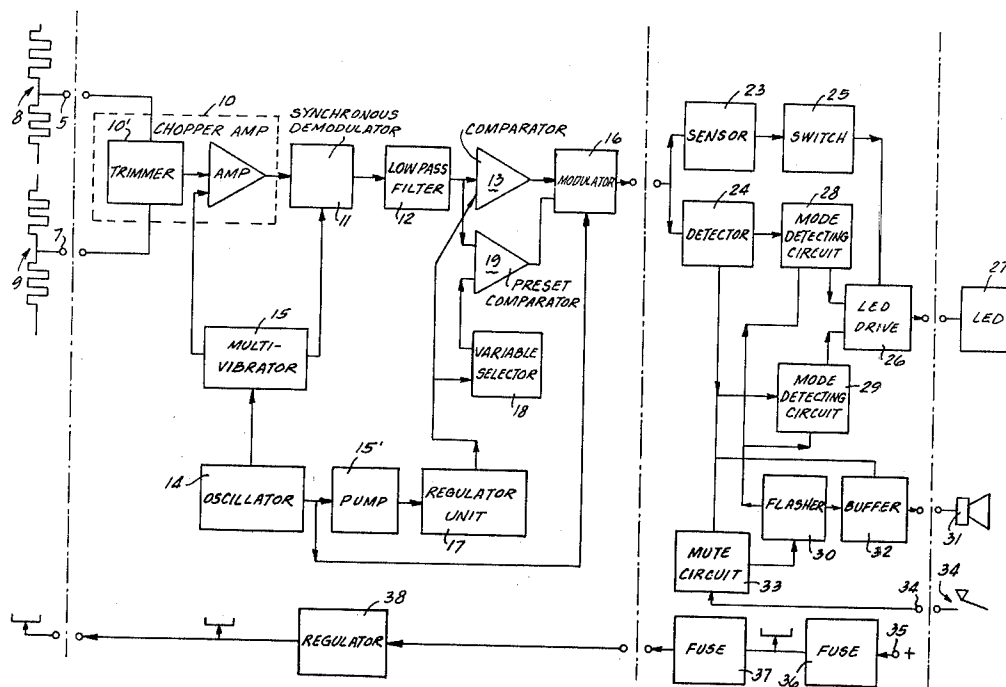 10
8
5
10'
CHOPPER AMP
TRIMMER
AMP
7
9
SYNCHRONOUS
DEMODULATOR
11
LOW PASS
FILTER
12
COMPARATOR
13
16
MODULATOR
19
PRESET
COMPARATOR
15
MULTI-
VIBRATOR
VARIABLE
SELECTOR
18
14
OSCILLATOR
15'
PUMP
REGULATOR
UNIT
17
23
SENSOR
25
SWITCH
24
DETECTOR
28
MODE
DETECTING
CIRCUIT
27
LED
LED
DRIVE
26
MODE
DETECTING
CIRCUIT
29
FLASHER
30
BUFFER
32
31
MUTE
CIRCUIT
33
34
34
38
REGULATOR
FUSE
37
FUSE
36
35
+